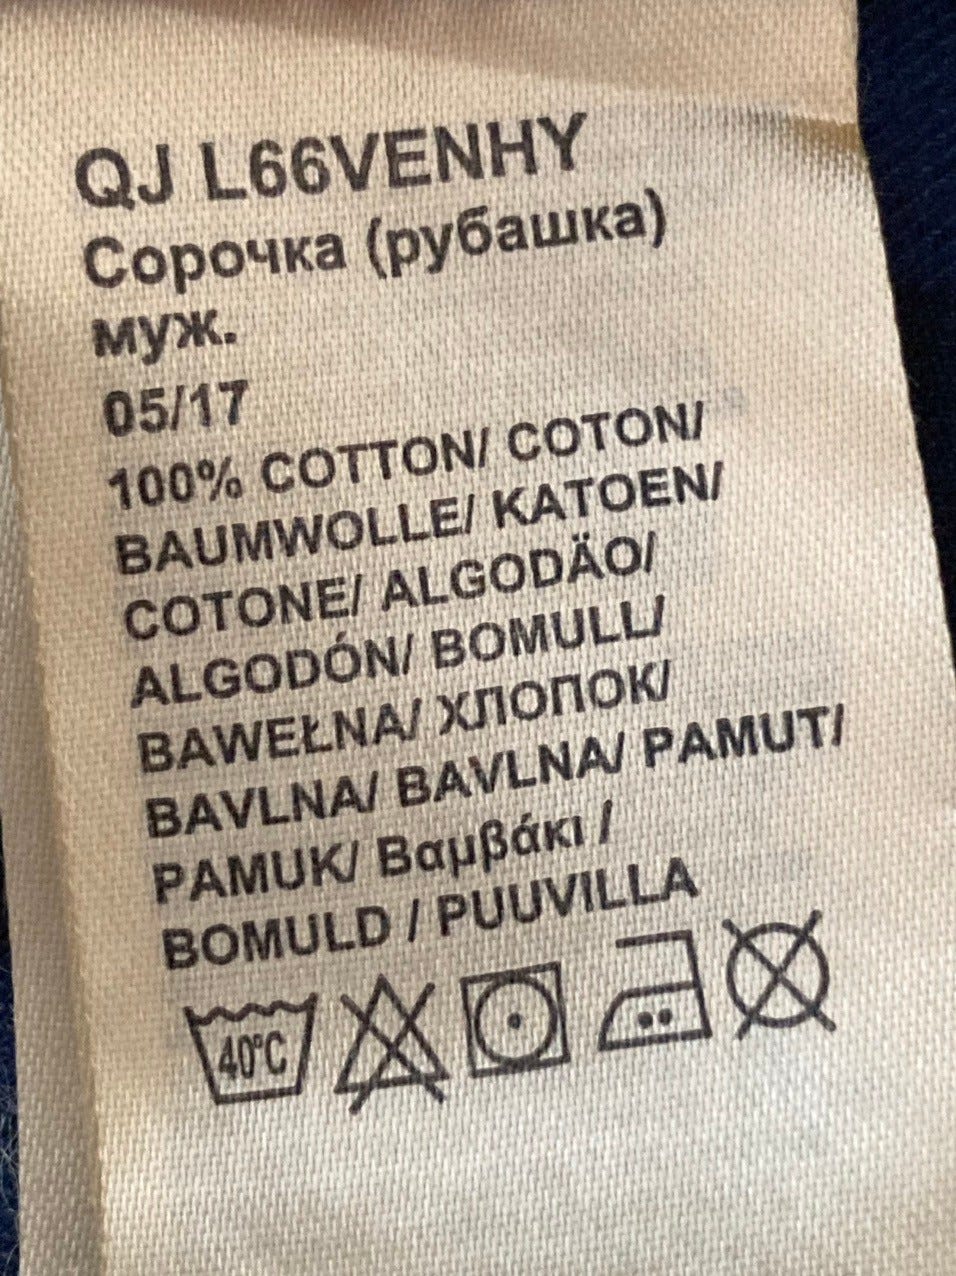 QJ L66VENHY
Сорочка (рубашка)
муж.
05/17
100% COTTON/ COTON/
BAUMWOLLE/ KATOEN/
COTONE/ ALGODÄO/
ALGODÓN/ BOMULL/
BAWEŁNA/ ХЛОПОК/
BAVLNA/ BAVLNA/ PAMUT/
PAMUK/ Βαμβάκι /
BOMULD / PUUVILLA
40°C